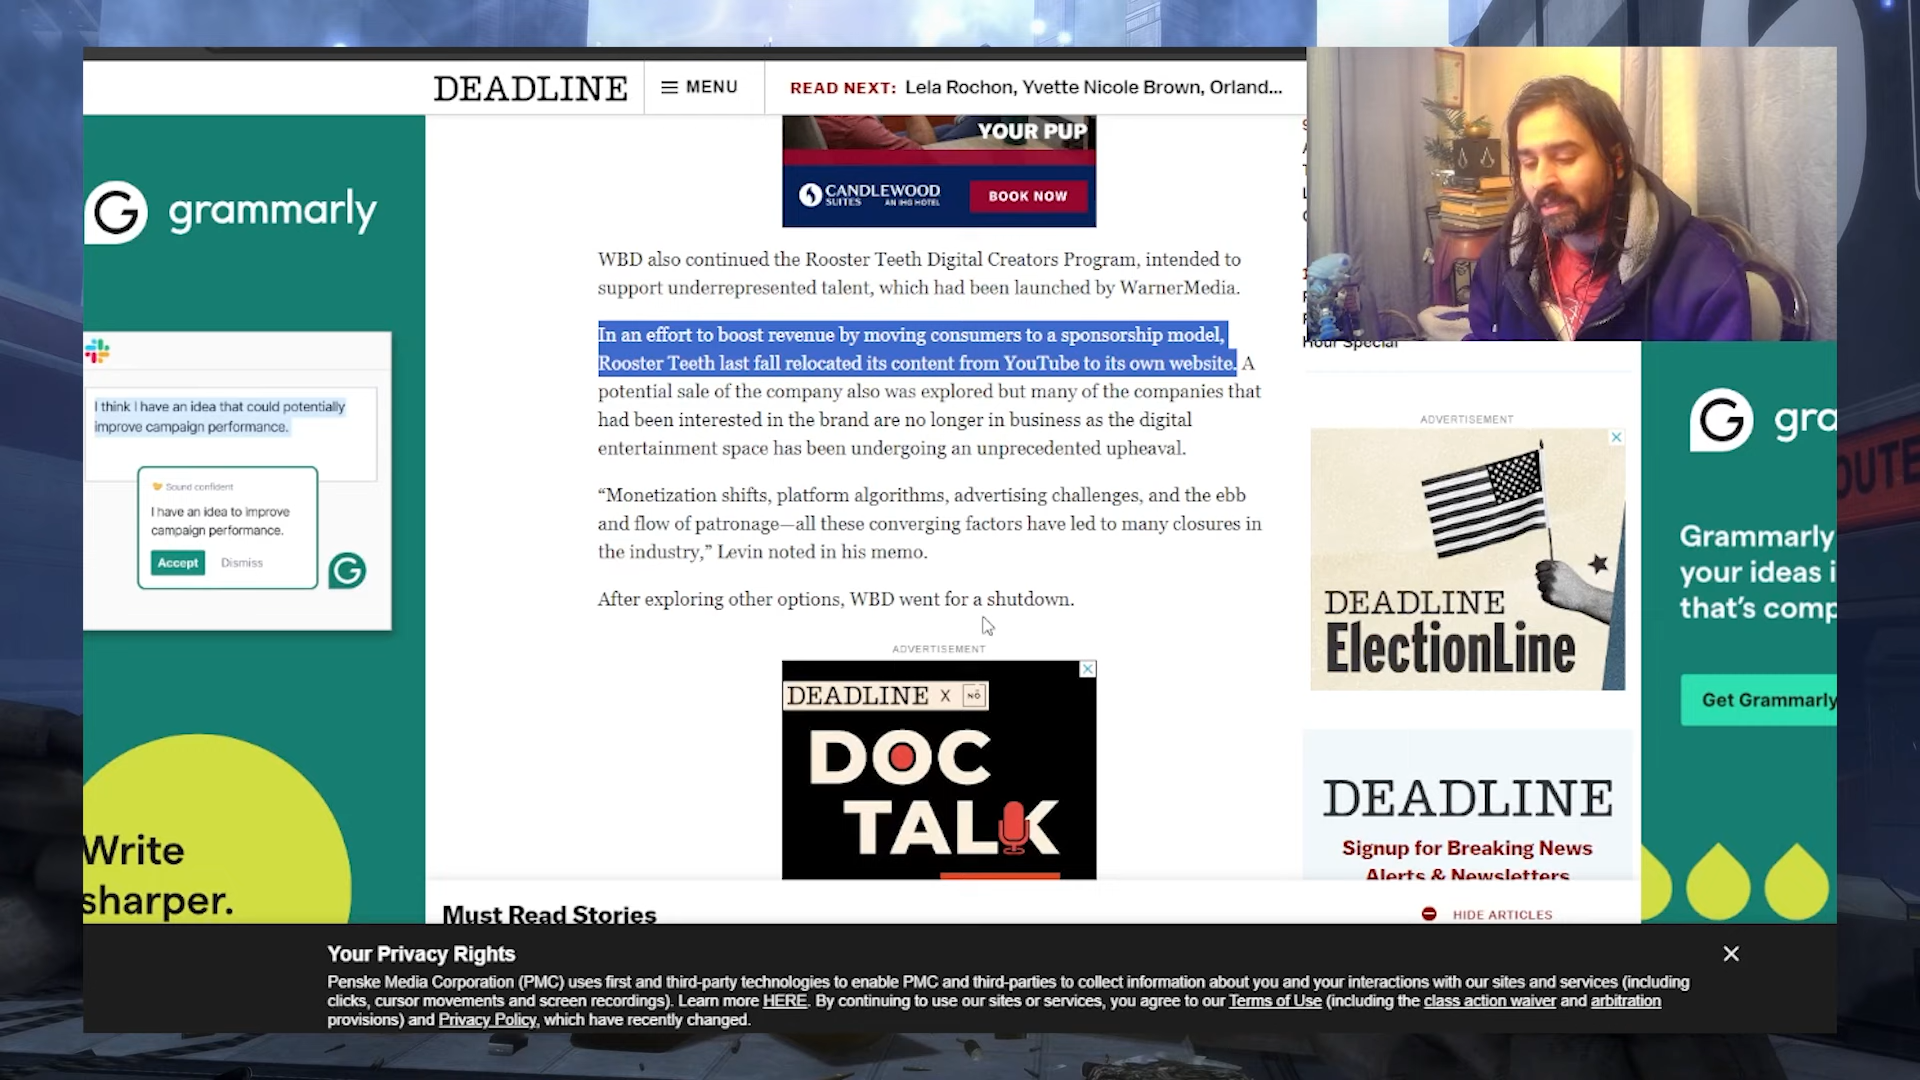 DEADLINE
MENU
READ NEXT: Lela Rochon, Yvette Nicole Brown, Orland...
YOUR PUP
CANDLEWOOD
SUITES AN IHG HOTEL
BOOK NOW
grammarly
WBD also continued the Rooster Teeth Digital Creators Program, intended to
support underrepresented talent, which had been launched by WarnerMedia.
In an effort to boost revenue by moving consumers to a sponsorship model,
Rooster Teeth last fall relocated its content from YouTube to its own website. A
potential sale of the company also was explored but many of the companies that
had been interested in the brand are no longer in business as the digital
entertainment space has been undergoing an unprecedented upheaval.
“Monetization shifts, platform algorithms, advertising challenges, and the ebb
and flow of patronage—all these converging factors have led to many closures in
the industry,” Levin noted in his memo.
After exploring other options, WBD went for a shutdown.
I think I have an idea that could potentially
improve campaign performance.
Sound confident
I have an idea to improve
campaign performance.
Accept
Dismiss
Write
sharper.
ADVERTISEMENT
DEADLINE X NŌ
DOC
TALK
Hour Special
ADVERTISEMENT
DEADLINE
ElectionLine
DEADLINE
Signup for Breaking News
Alerts & Newsletters
gra
Grammarly
your ideas i
that's comp
Get Grammarly
OUTE
Must Read Stories
HIDE ARTICLES
Your Privacy Rights
Penske Media Corporation (PMC) uses first and third-party technologies to enable PMC and third-parties to collect information about you and your interactions with our sites and services (including
clicks, cursor movements and screen recordings). Learn more HERE. By continuing to use our sites or services, you agree to our Terms of Use (including the class action waiver and arbitration
provisions) and Privacy Policy, which have recently changed.